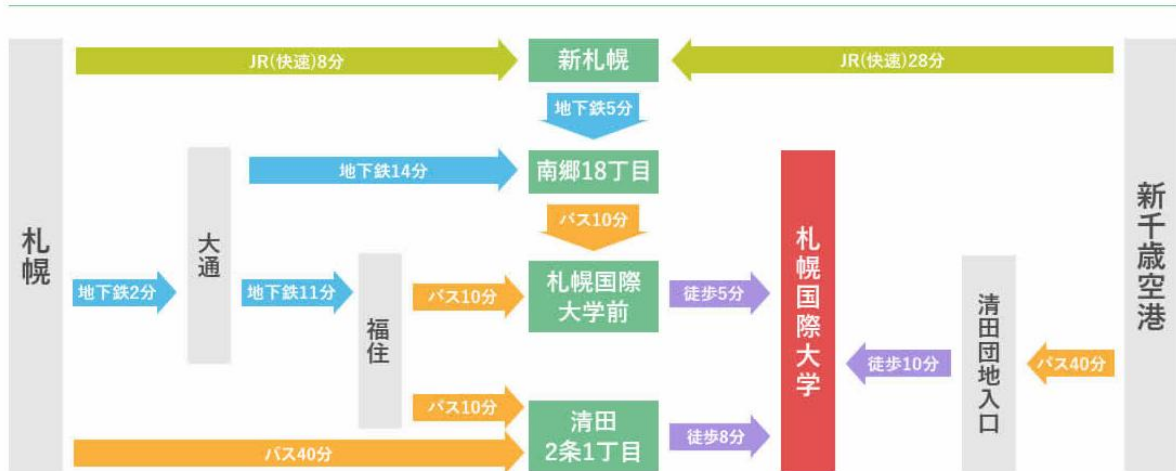 JR(快速)8分
新札幌
JR(快速)28分
地下鉄5分
地下鉄14分
南郷18丁目
バス10分
札幌
地下鉄2分
大通
地下鉄11分
福住
バス10分
札幌国際
大学前
徒歩5分
札幌国際大学
徒歩10分
清田団地入口
バス40分
新千歳空港
バス10分
清田
2条1丁目
徒歩8分
バス40分